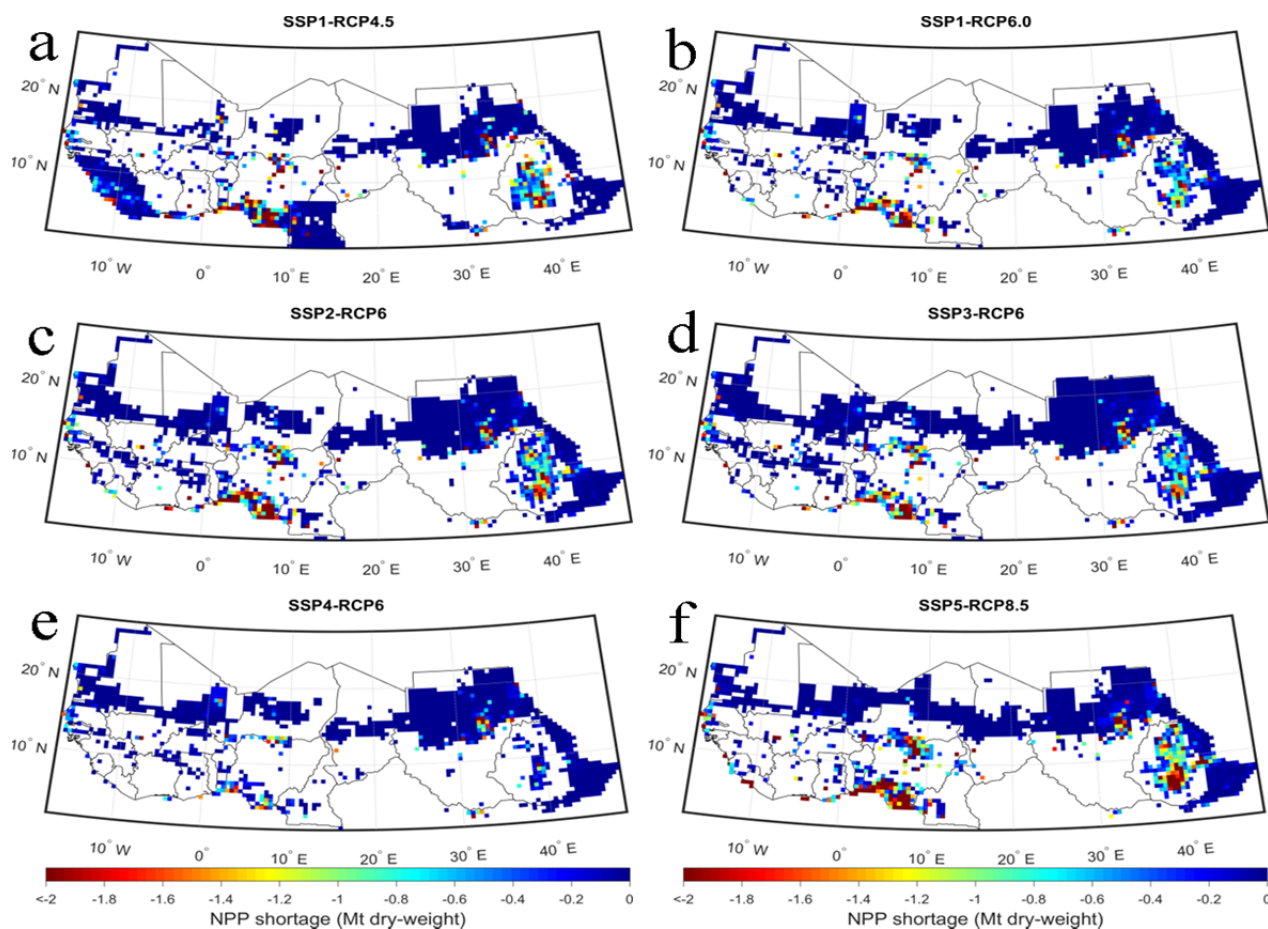 SSP1-RCP4.5
SSP1-RCP6.0
a
b
20° N
10° N
10° W
0°
10° E
20° E
30° E
40° E
20° N
10° N
10° W
0°
10° E
20° E
30° E
40° E
SSP2-RCP6
SSP3-RCP6
c
d
20° N
10° N
10° W
0°
10° E
20° E
30° E
40° E
20° N
10° N
10° W
0°
10° E
20° E
30° E
40° E
SSP4-RCP6
SSP5-RCP8.5
e
f
20° N
10° N
10° W
0°
10° E
20° E
30° E
40° E
20° N
10° N
10° W
0°
10° E
20° E
30° E
40° E
<-2 -1.8 -1.6 -1.4 -1.2 -1 -0.8 -0.6 -0.4 -0.2 0
NPP shortage (Mt dry-weight)
<-2 -1.8 -1.6 -1.4 -1.2 -1 -0.8 -0.6 -0.4 -0.2 0
NPP shortage (Mt dry-weight)